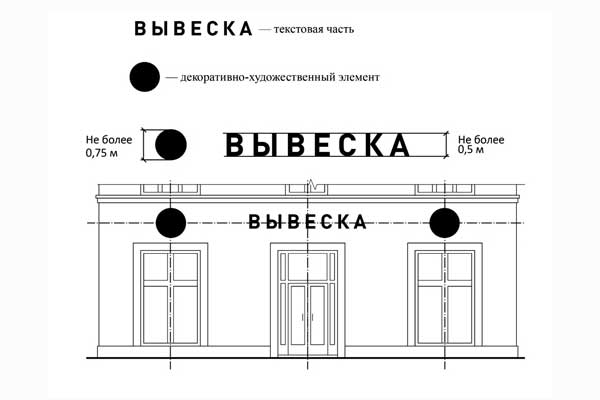 ВЫВЕСКА — текстовая часть
— декоративно-художественный элемент
Не более
0,75 м
ВЫВЕСКА
Не более
0,5 м
ВЫВЕСКА